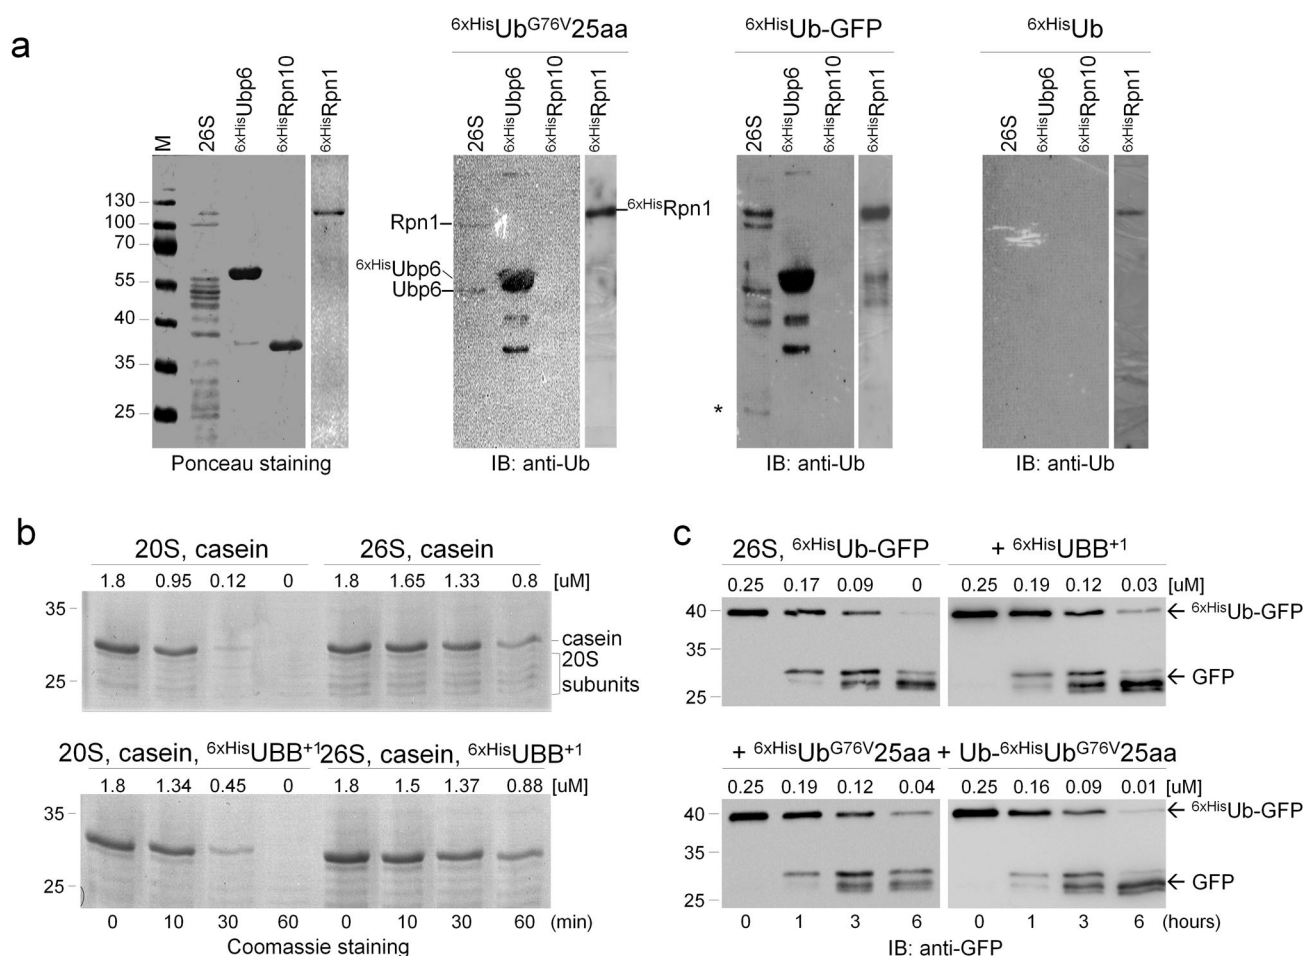 a
6xHisUbG76V25aa 6xHisUb-GFP 6xHisUb
M 26S 6xHisUbp6 6xHisRpn10 6xHisRpn1 26S 6xHisUbp6 6xHisRpn10 6xHisRpn1 26S 6xHisUbp6 6xHisRpn10 6xHisRpn1 26S 6xHisUbp6 6xHisRpn10 6xHisRpn1
130
100
70
55
40
35
25
Rpn1
6xHisUbp6
Ubp6
6xHisRpn1
*
Ponceau staining IB: anti-Ub IB: anti-Ub IB: anti-Ub
b
20S, casein 26S, casein
1.8 0.95 0.12 0 1.8 1.65 1.33 0.8 [uM]
35
25
casein
20S
subunits
20S, casein, 6xHisUBB+1 26S, casein, 6xHisUBB+1
1.8 1.34 0.45 0 1.8 1.5 1.37 0.88 [uM]
35
25
0 10 30 60 0 10 30 60 (min)
Coomassie staining
c
26S, 6xHisUb-GFP + 6xHisUBB+1
0.25 0.17 0.09 0 0.25 0.19 0.12 0.03 [uM]
40
35
25
← 6xHisUb-GFP
← GFP
+ 6xHisUbG76V25aa + Ub-6xHisUbG76V25aa
0.25 0.19 0.12 0.04 0.25 0.16 0.09 0.01 [uM]
40
35
25
← 6xHisUb-GFP
← GFP
0 1 3 6 0 1 3 6 (hours)
IB: anti-GFP